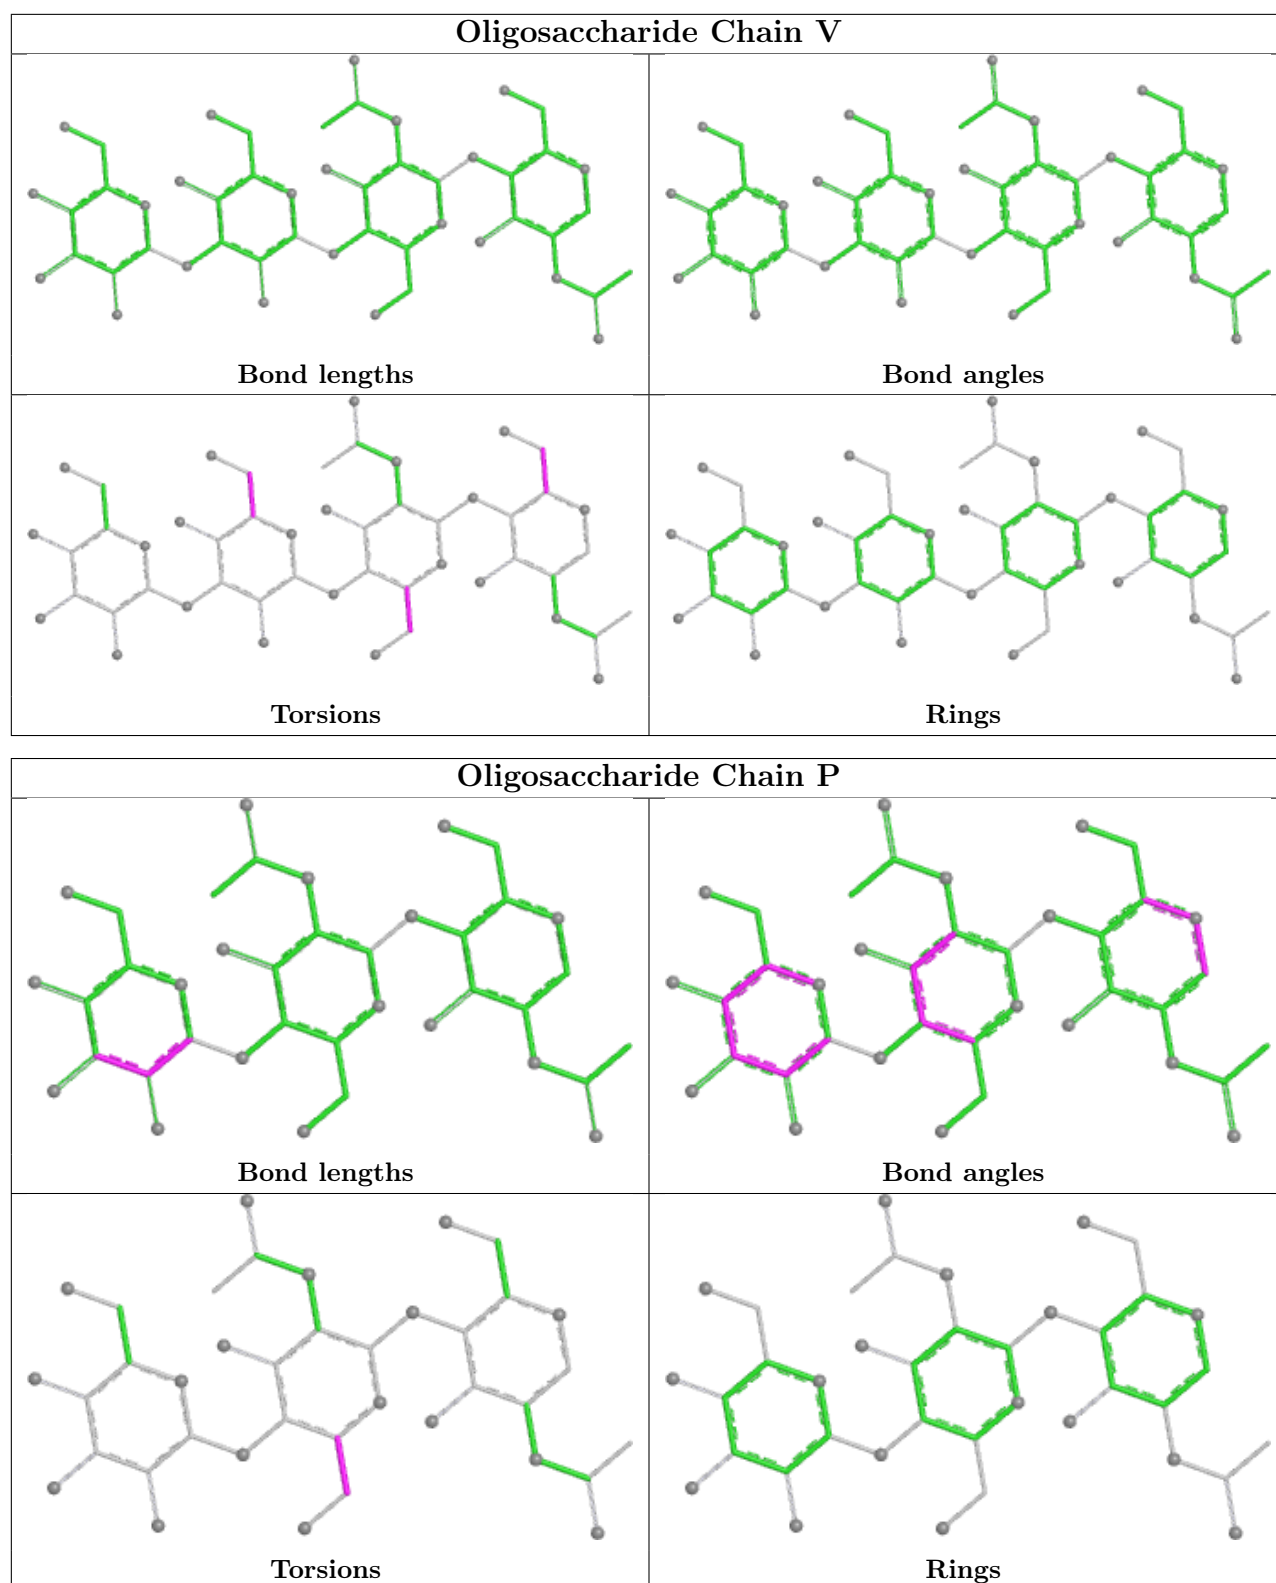 Oligosaccharide Chain V
Bond lengths
Bond angles
Torsions
Rings
Oligosaccharide Chain P
Bond lengths
Bond angles
Torsions
Rings